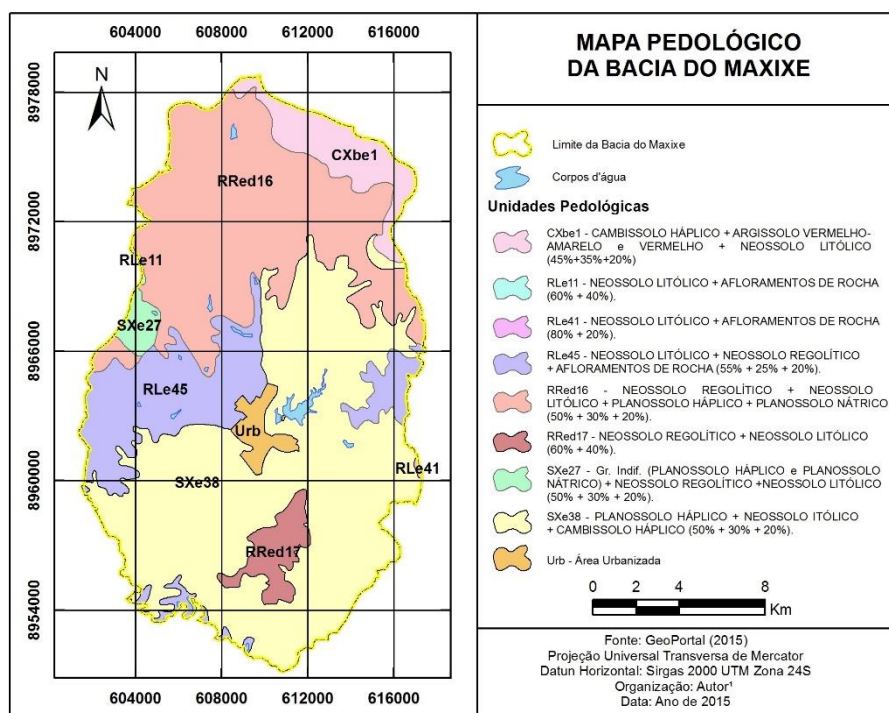 604000 608000 612000 616000
N
8978000
8972000
8966000
8960000
8954000
CXbe1
RRed16
RLe11
SXe27
RLe45
Urb
RLe41
SXe38
RRed17
604000 608000 612000 616000
MAPA PEDOLÓGICO
DA BACIA DO MAXIXE
Limite da Bacia do Maxixe
Corpos d'água
Unidades Pedológicas
CXbe1 - CAMBISSOLO HÁPLICO + ARGISSOLO VERMELHO-
AMARELO e VERMELHO + NEOSSOLO LITÓLICO
(45%+35%+20%)
RLe11 - NEOSSOLO LITÓLICO + AFLORAMENTOS DE ROCHA
(60% + 40%).
RLe41 - NEOSSOLO LITÓLICO + AFLORAMENTOS DE ROCHA
(80% + 20%).
RLe45 - NEOSSOLO LITÓLICO + NEOSSOLO REGOLÍTICO
+ AFLORAMENTOS DE ROCHA (55% + 25% + 20%).
RRed16 - NEOSSOLO REGOLÍTICO + NEOSSOLO
LITÓLICO + PLANOSSOLO HÁPLICO + PLANOSSOLO NÁTRICO
(50% + 30% + 20%).
RRed17 - NEOSSOLO REGOLÍTICO + NEOSSOLO LITÓLICO
(60% + 40%).
SXe27 - Gr. Indif. (PLANOSSOLO HÁPLICO e PLANOSSOLO
NÁTRICO) + NEOSSOLO REGOLÍTICO +NEOSSOLO LITÓLICO
(50% + 30% + 20%).
SXe38 - PLANOSSOLO HÁPLICO + NEOSSOLO ITÓLICO
+ CAMBISSOLO HÁPLICO (50% + 30% + 20%).
Urb - Área Urbanizada
0 2 4 8
Km
Fonte: GeoPortal (2015)
Projeção Universal Transversa de Mercator
Datun Horizontal: Sirgas 2000 UTM Zona 24S
Organização: Autor¹
Data: Ano de 2015